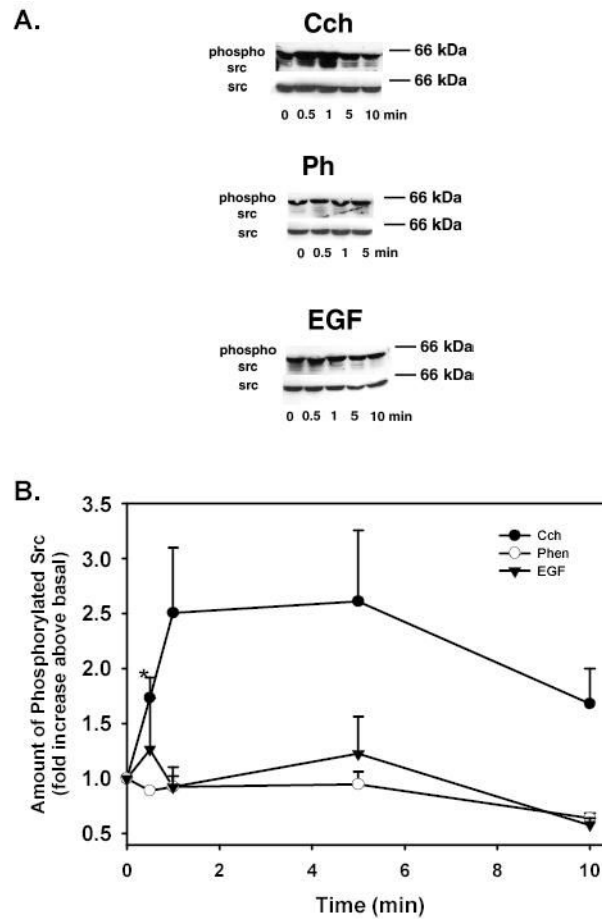 A.
Cch
phospho
src
— 66 kDa
src
— 66 kDa
0 0.5 1 5 10 min
Ph
phospho
src
— 66 kDa
src
— 66 kDa
0 0.5 1 5 min
EGF
phospho
src
— 66 kDa
src
— 66 kDa
0 0.5 1 5 10 min
B.
Amount of Phosphorylated Src
(fold increase above basal)
3.5
3.0
2.5
2.0
1.5
1.0
0.5
*
Cch
Phen
EGF
0 2 4 6 8 10
Time (min)